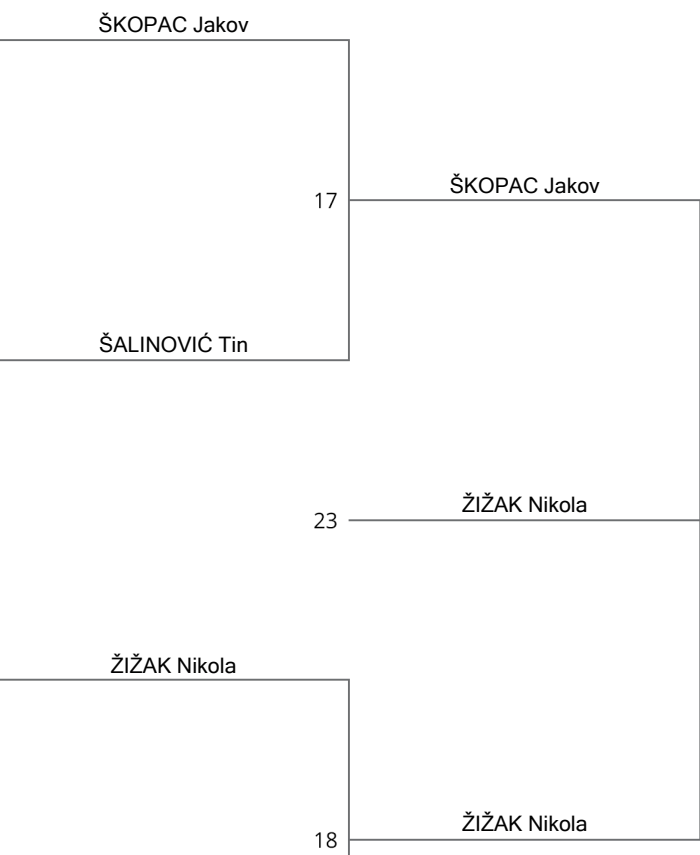 ŠKOPAC Jakov
17
ŠKOPAC Jakov
ŠALINOVIĆ Tin
23
ŽIŽAK Nikola
ŽIŽAK Nikola
18
ŽIŽAK Nikola